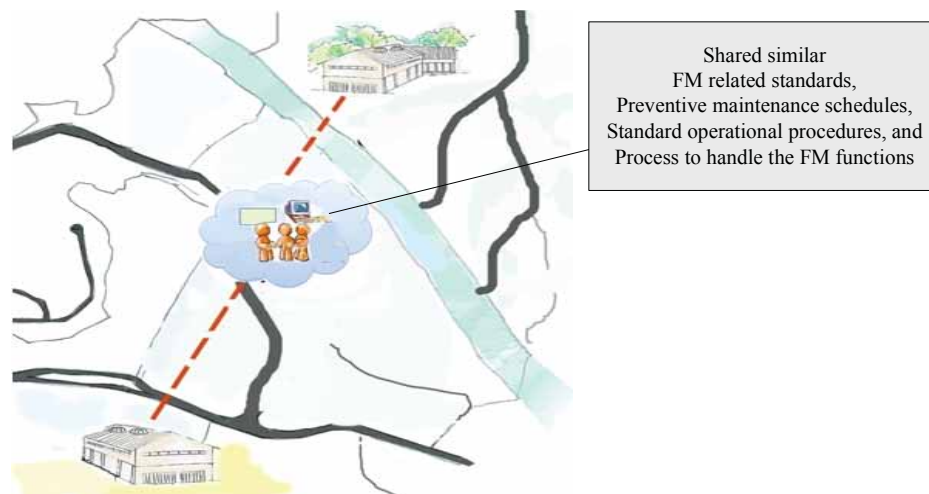 Shared similar
FM related standards,
Preventive maintenance schedules,
Standard operational procedures, and
Process to handle the FM functions